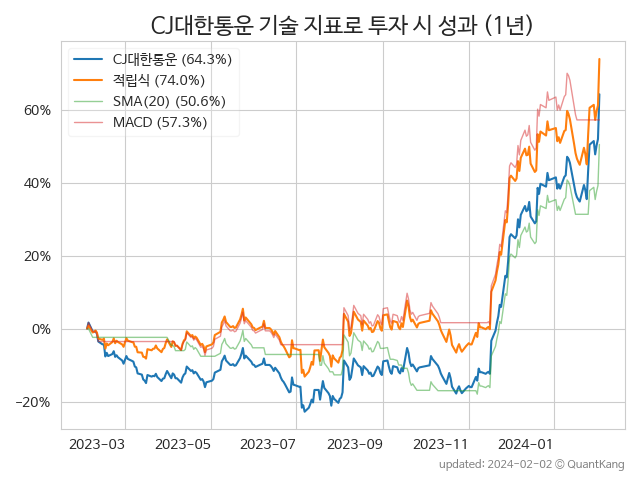 CJ대한통운 기술 지표로 투자 시 성과 (1년)
CJ대한통운 (64.3%)
적립식 (74.0%)
SMA(20) (50.6%)
MACD (57.3%)
60%
40%
20%
0%
−20%
2023-03
2023-05
2023-07
2023-09
2023-11
2024-01
updated: 2024-02-02 © QuantKang